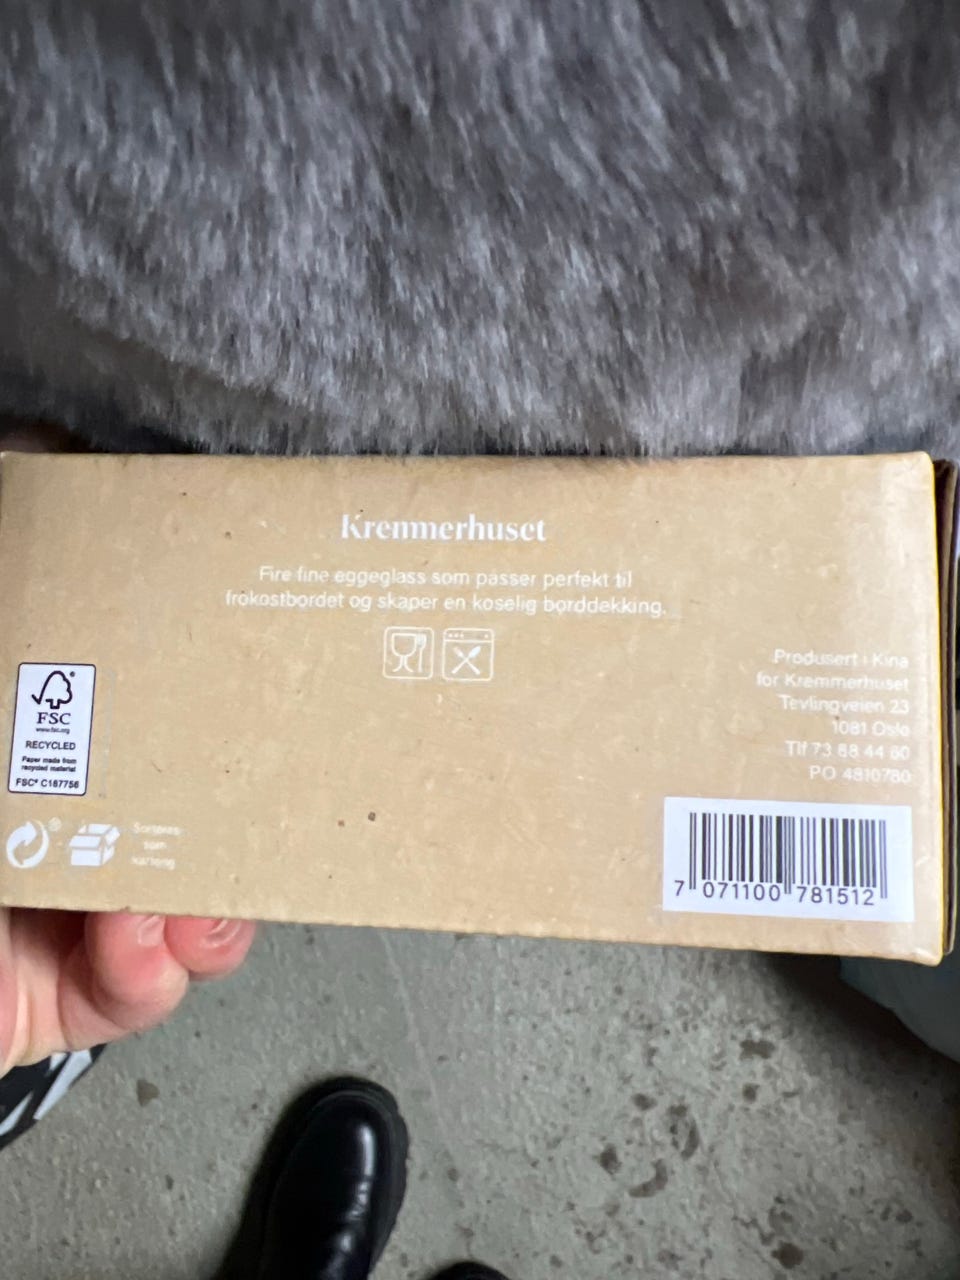 Kremmerhuset
Fire fine eggeglass som passer perfekt til
frokostbordet og skaper en koselig borddekking.
Produsert i Kina
for Kremmerhuset
Tevlingveien 23
1081 Oslo
Tlf 73 88 44 60
PO 4810780
FSC
www.fsc.org
RECYCLED
Paper made from
recycled material
FSC® C187756
Sorteres
som
kartong
7 071100 781512